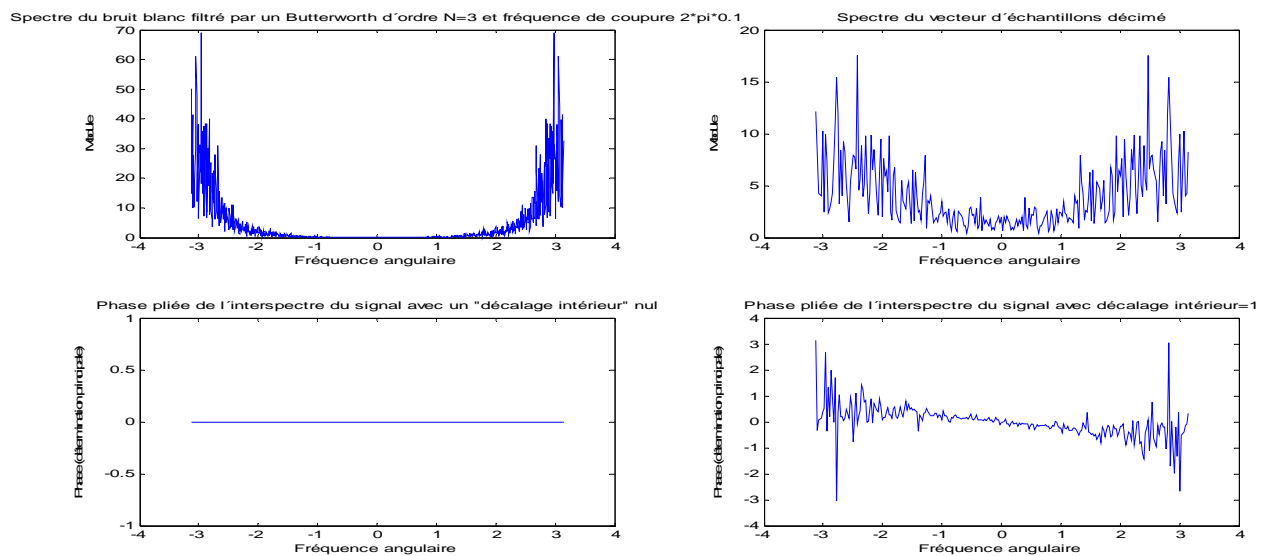 Spectre du bruit blanc filtré par un Butterworth d´ordre N=3 et fréquence de coupure 2*pi*0.1
70
60
50
40
30
20
10
0
Module
-4 -3 -2 -1 0 1 2 3 4
Fréquence angulaire
Spectre du vecteur d´échantillons décimé
20
15
10
5
0
Module
-4 -3 -2 -1 0 1 2 3 4
Fréquence angulaire
Phase pliée de l´interspectre du signal avec un "décalage intérieur" nul
1
0.5
0
-0.5
-1
Phase (détermination principale)
-4 -3 -2 -1 0 1 2 3 4
Fréquence angulaire
Phase pliée de l´interspectre du signal avec décalage intérieur=1
4
3
2
1
0
-1
-2
-3
-4
Phase (détermination principale)
-4 -3 -2 -1 0 1 2 3 4
Fréquence angulaire